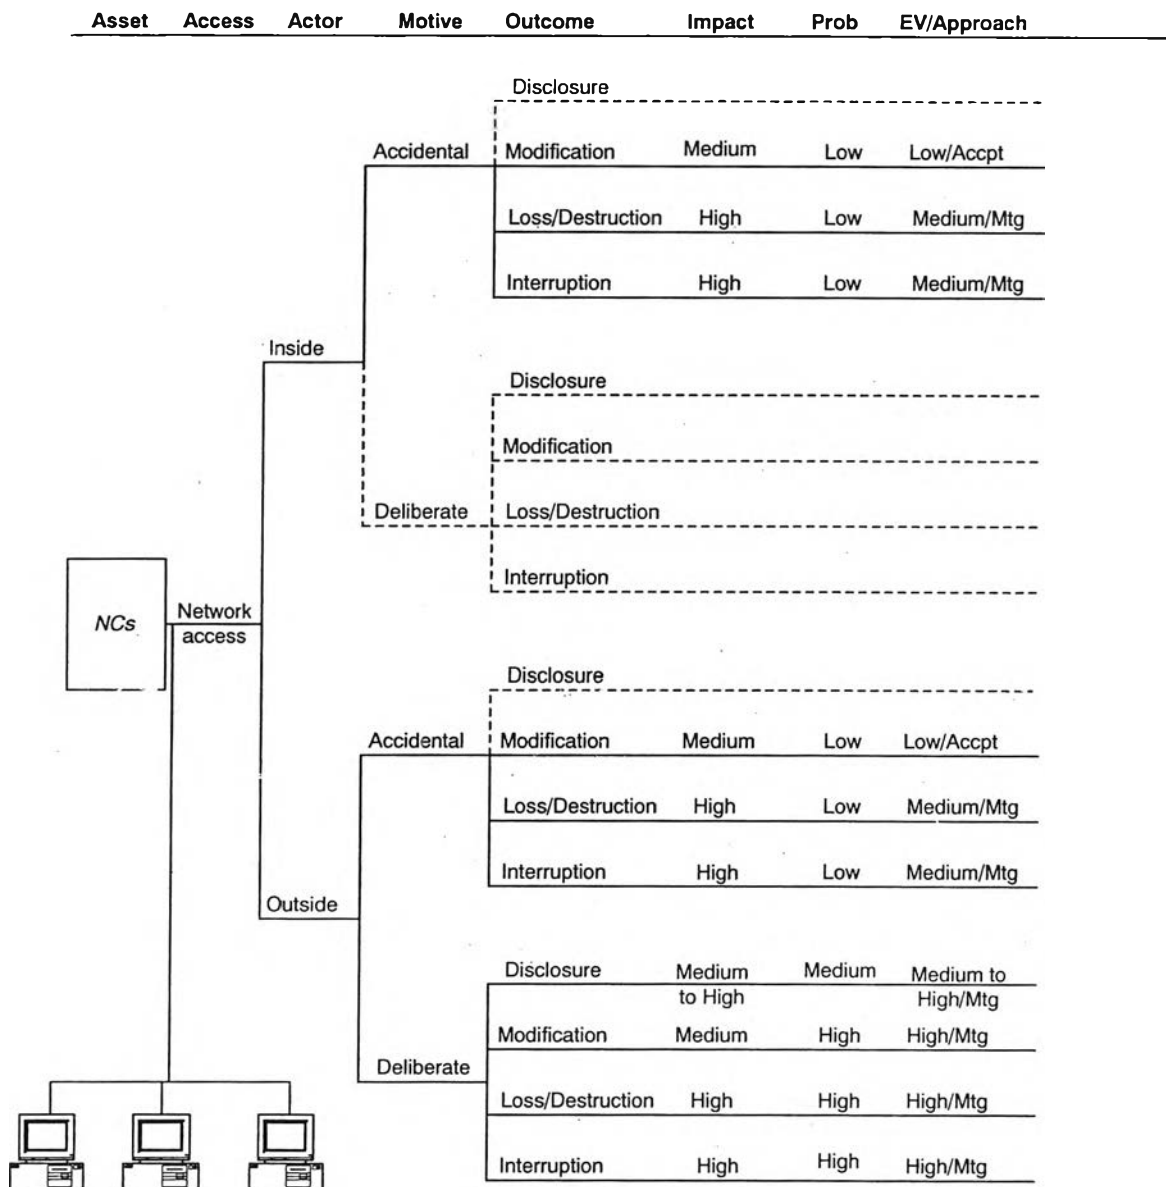 Asset Access Actor Motive Outcome Impact Prob EV/Approach
Disclosure
Accidental Modification Medium Low Low/Accpt
Loss/Destruction High Low Medium/Mtg
Interruption High Low Medium/Mtg
Inside
Disclosure
Modification
Deliberate Loss/Destruction
Interruption
NCs Network
access
Disclosure
Accidental Modification Medium Low Low/Accpt
Loss/Destruction High Low Medium/Mtg
Interruption High Low Medium/Mtg
Outside
Disclosure Medium Medium Medium to
to High High/Mtg
Modification Medium High High/Mtg
Deliberate
Loss/Destruction High High High/Mtg
Interruption High High High/Mtg